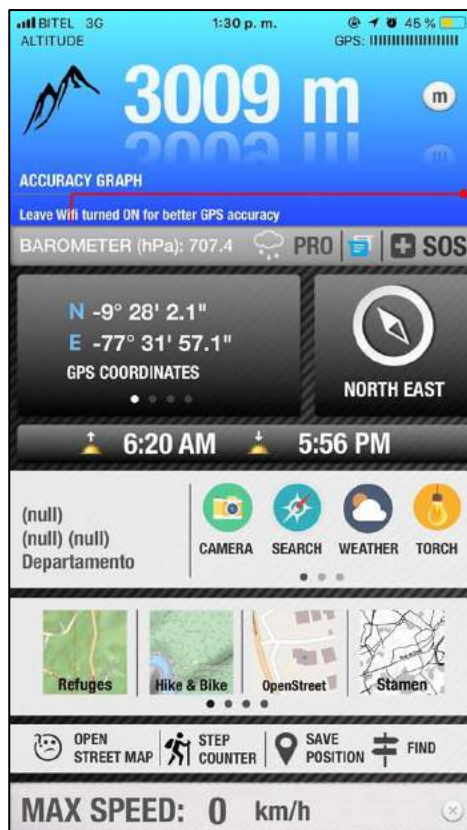 BITEL 3G 1:30 p. m. 45 %
ALTITUDE GPS:
3009 m m
ACCURACY GRAPH
Leave Wifi turned ON for better GPS accuracy
BAROMETER (hPa): 707.4 PRO SOS
N -9° 28' 2.1"
E -77° 31' 57.1"
GPS COORDINATES
NORTH EAST
6:20 AM 5:56 PM
(null)
(null) (null)
Departamento
CAMERA SEARCH WEATHER TORCH
Refuges Hike & Bike OpenStreet Stamen
OPEN STREET MAP
STEP COUNTER
SAVE POSITION
FIND
MAX SPEED: 0 km/h